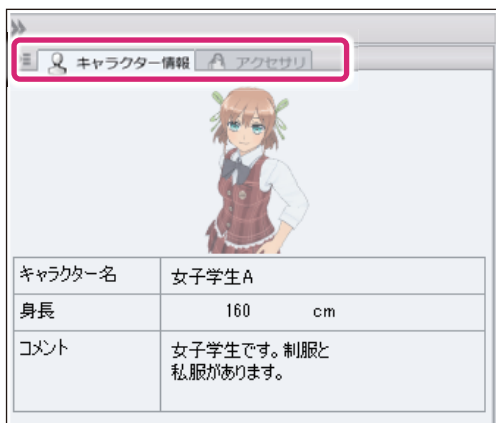 キャラクター情報 アクセサリ
キャラクター名 女子学生A
身長 160 cm
コメント 女子学生です。制服と
私服があります。